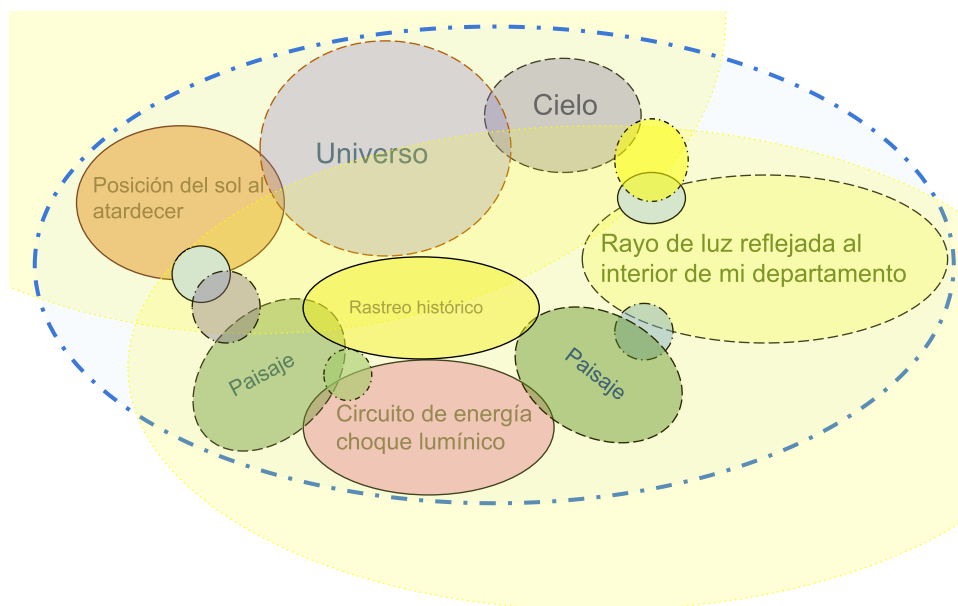 Cielo
Universo
Posición del sol al
atardecer
Rayo de luz reflejada al
interior de mi departamento
Rastreo histórico
Paisaje
Paisaje
Circuito de energía
choque lumínico